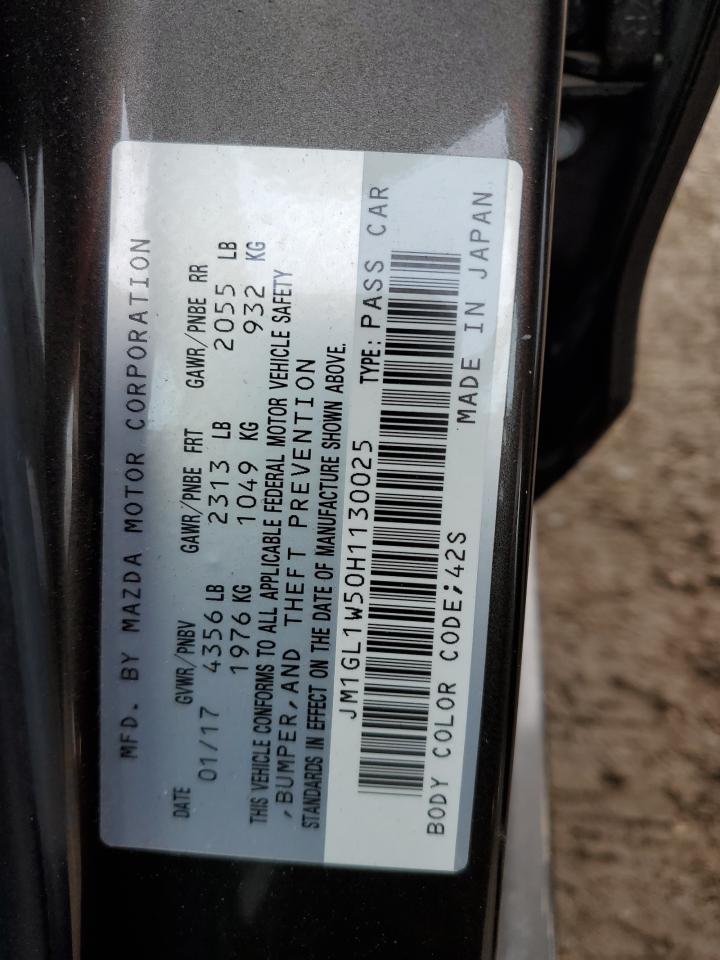 MFD. BY MAZDA MOTOR CORPORATION
DATE GVWR/PNBV GAWR/PNBE FRT GAWR/PNBE RR
01/17 4356 LB 2313 LB 2055 LB
1976 KG 1049 KG 932 KG
THIS VEHICLE CONFORMS TO ALL APPLICABLE FEDERAL MOTOR VEHICLE SAFETY
,BUMPER, AND THEFT PREVENTION
STANDARDS IN EFFECT ON THE DATE OF MANUFACTURE SHOWN ABOVE.
JM1GL1W50H1130025 TYPE: PASS CAR
BODY COLOR CODE;42S MADE IN JAPAN